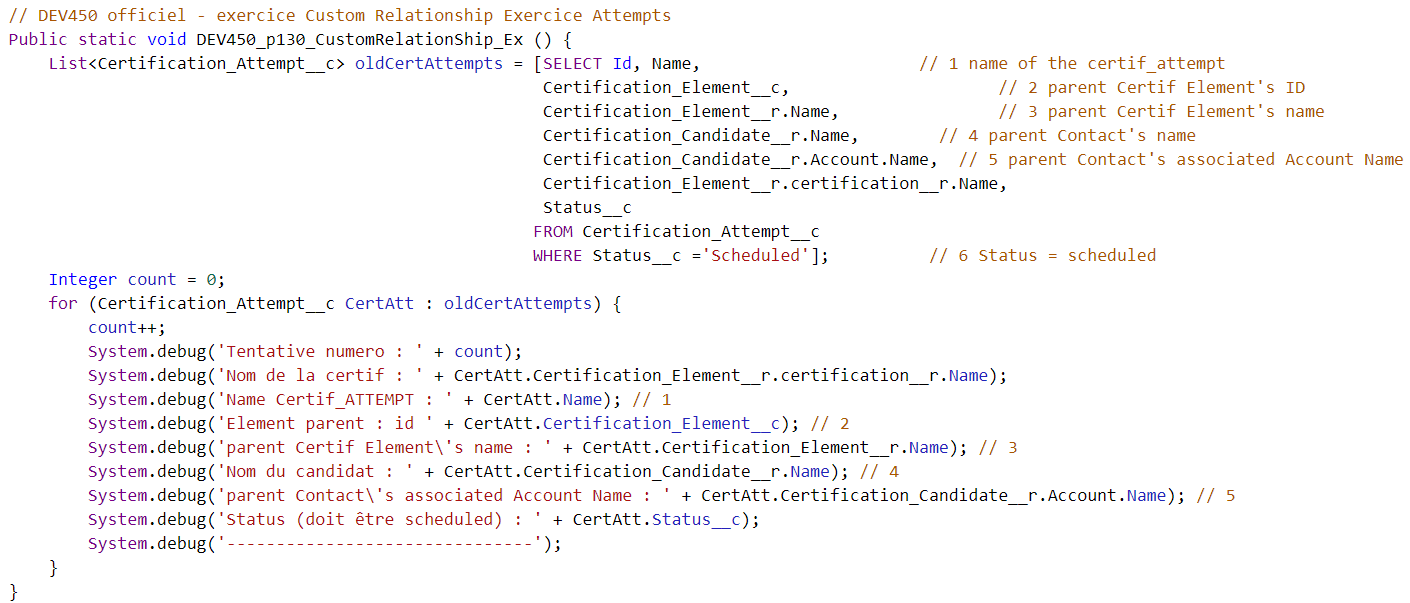 // DEV450 officiel - exercice Custom Relationship Exercice Attempts
Public static void DEV450_p130_CustomRelationShip_Ex () {
    List<Certification_Attempt__c> oldCertAttempts = [SELECT Id, Name,                       // 1 name of the certif_attempt
                                                      Certification_Element__c,                      // 2 parent Certif Element's ID
                                                      Certification_Element__r.Name,                 // 3 parent Certif Element's name
                                                      Certification_Candidate__r.Name,         // 4 parent Contact's name
                                                      Certification_Candidate__r.Account.Name,  // 5 parent Contact's associated Account Name
                                                      Certification_Element__r.certification__r.Name,
                                                      Status__c
                                                     FROM Certification_Attempt__c
                                                     WHERE Status__c ='Scheduled'];          // 6 Status = scheduled
    Integer count = 0;
    for (Certification_Attempt__c CertAtt : oldCertAttempts) {
        count++;
        System.debug('Tentative numero : ' + count);
        System.debug('Nom de la certif : ' + CertAtt.Certification_Element__r.certification__r.Name);
        System.debug('Name Certif_ATTEMPT : ' + CertAtt.Name); // 1
        System.debug('Element parent : id ' + CertAtt.Certification_Element__c); // 2
        System.debug('parent Certif Element\'s name : ' + CertAtt.Certification_Element__r.Name); // 3
        System.debug('Nom du candidat : ' + CertAtt.Certification_Candidate__r.Name); // 4
        System.debug('parent Contact\'s associated Account Name : ' + CertAtt.Certification_Candidate__r.Account.Name); // 5
        System.debug('Status (doit être scheduled) : ' + CertAtt.Status__c);
        System.debug('-------------------------------');
    }
}